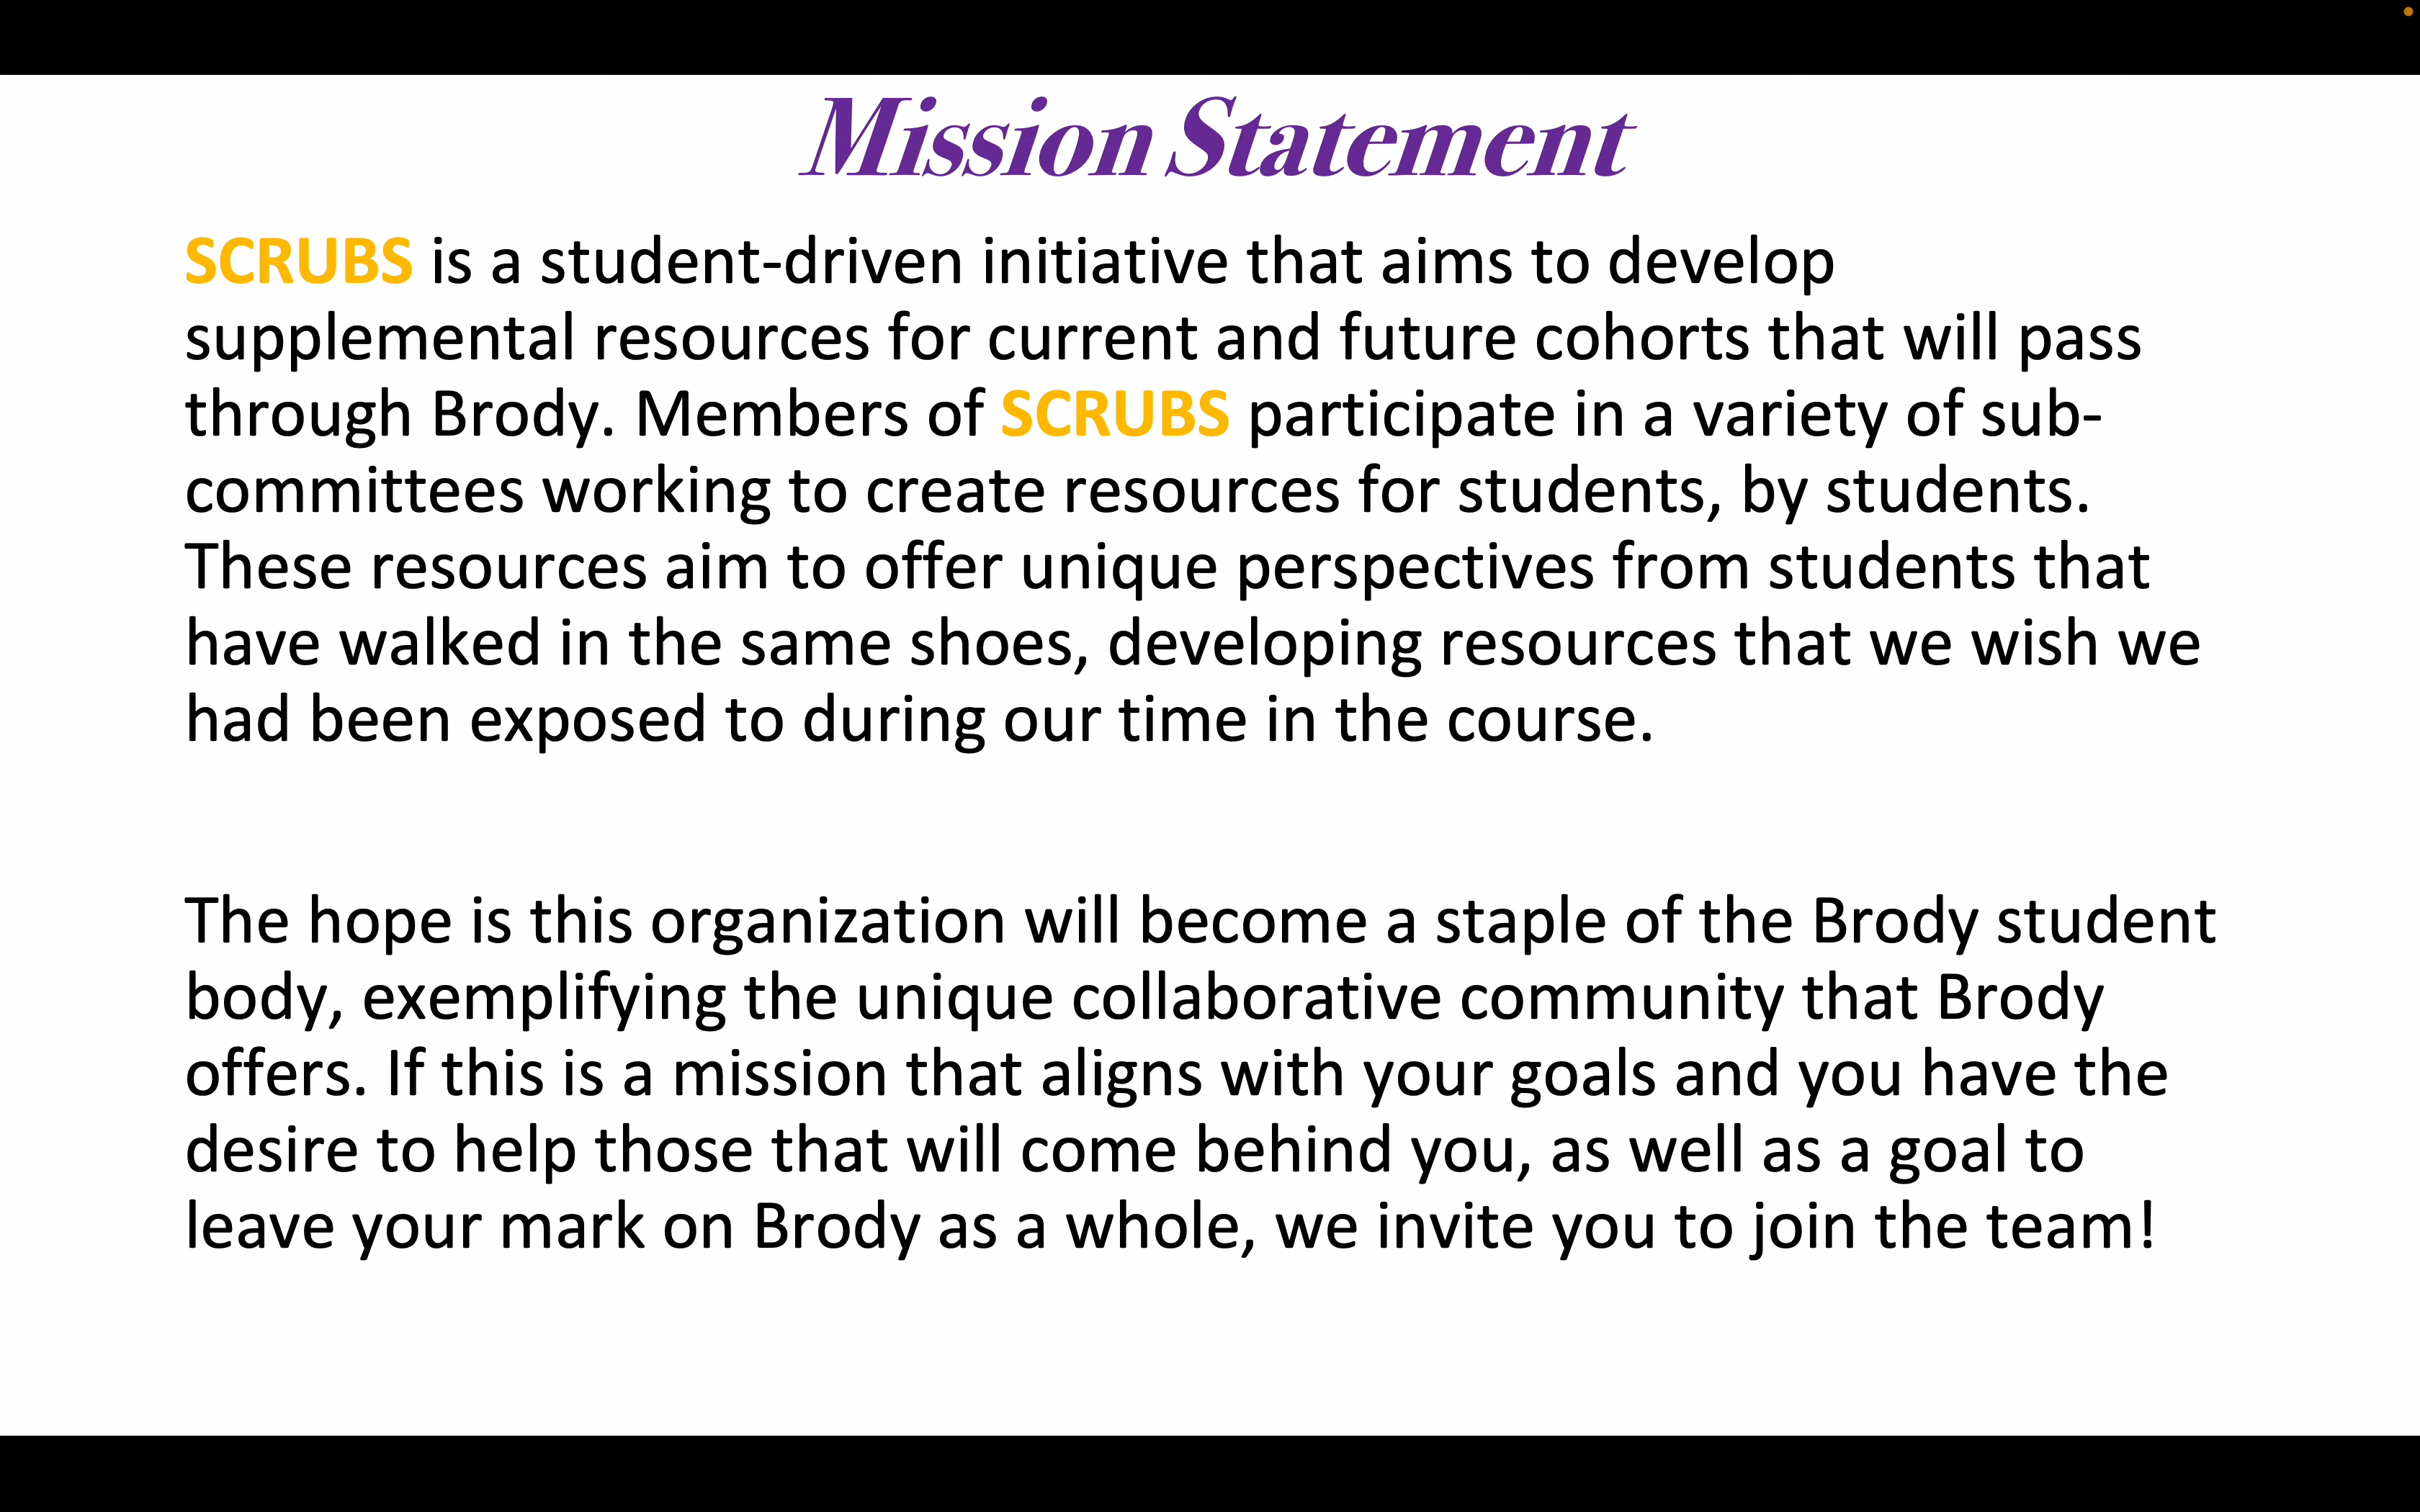 Mission Statement
SCRUBS is a student-driven initiative that aims to develop
supplemental resources for current and future cohorts that will pass
through Brody. Members of SCRUBS participate in a variety of sub-
committees working to create resources for students, by students.
These resources aim to offer unique perspectives from students that
have walked in the same shoes, developing resources that we wish we
had been exposed to during our time in the course.
The hope is this organization will become a staple of the Brody student
body, exemplifying the unique collaborative community that Brody
offers. If this is a mission that aligns with your goals and you have the
desire to help those that will come behind you, as well as a goal to
leave your mark on Brody as a whole, we invite you to join the team!